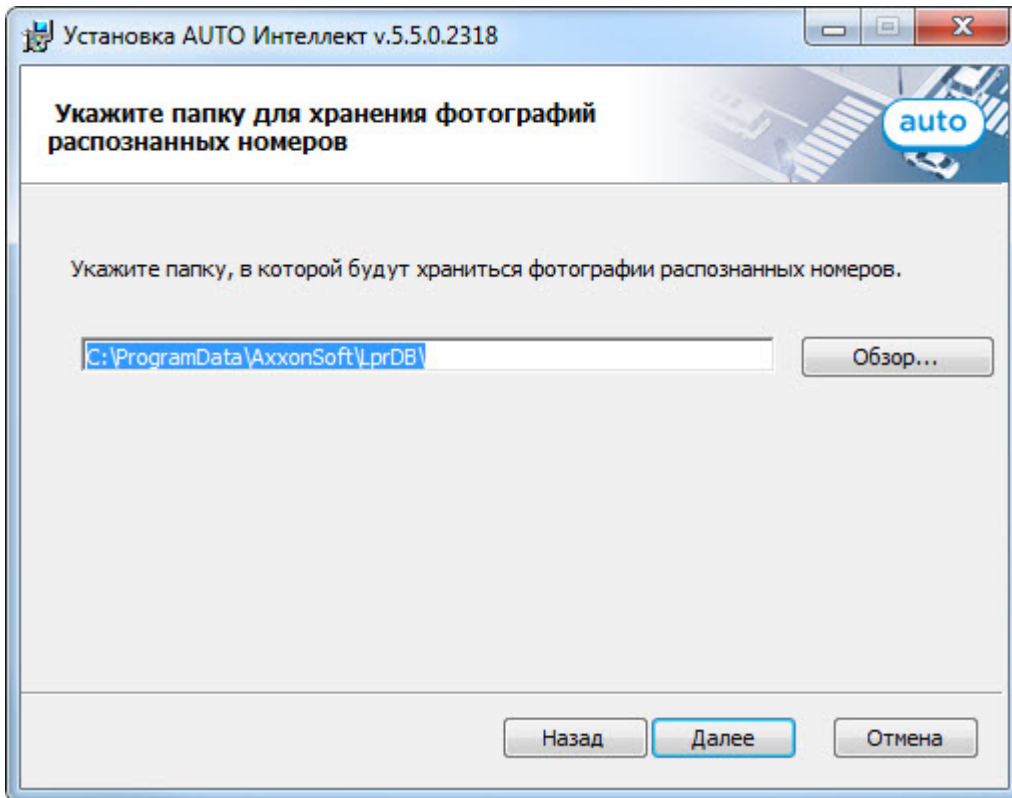 Установка AUTO Интеллект v.5.5.0.2318
Укажите папку для хранения фотографий
распознанных номеров
auto
Укажите папку, в которой будут храниться фотографии распознанных номеров.
C:\ProgramData\AxxonSoft\LprDB\
Обзор...
Назад
Далее
Отмена